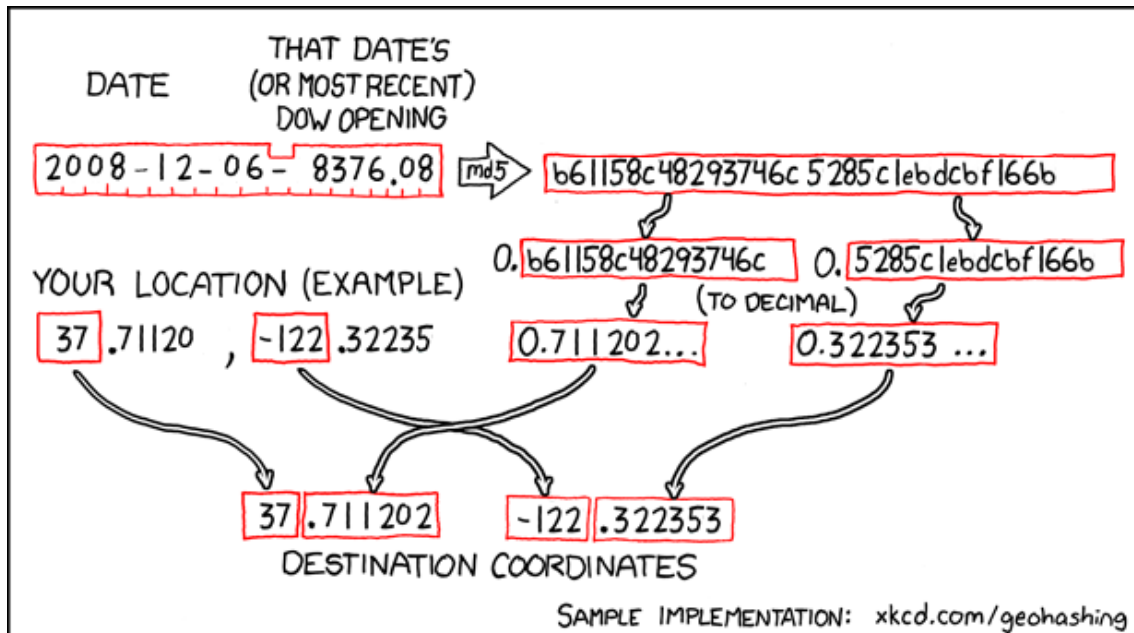 THAT DATE'S
DATE (OR MOST RECENT)
DOW OPENING
2008-12-06- 8376.08 md5 b61158c48293746c5285c1ebdcbf166b
0.b61158c48293746c 0.5285c1ebdcbf166b
YOUR LOCATION (EXAMPLE) (TO DECIMAL)
37.71120, -122.32235 0.711202... 0.322353 ...
37 .711202 -122 .322353
DESTINATION COORDINATES
SAMPLE IMPLEMENTATION: xkcd.com/geohashing